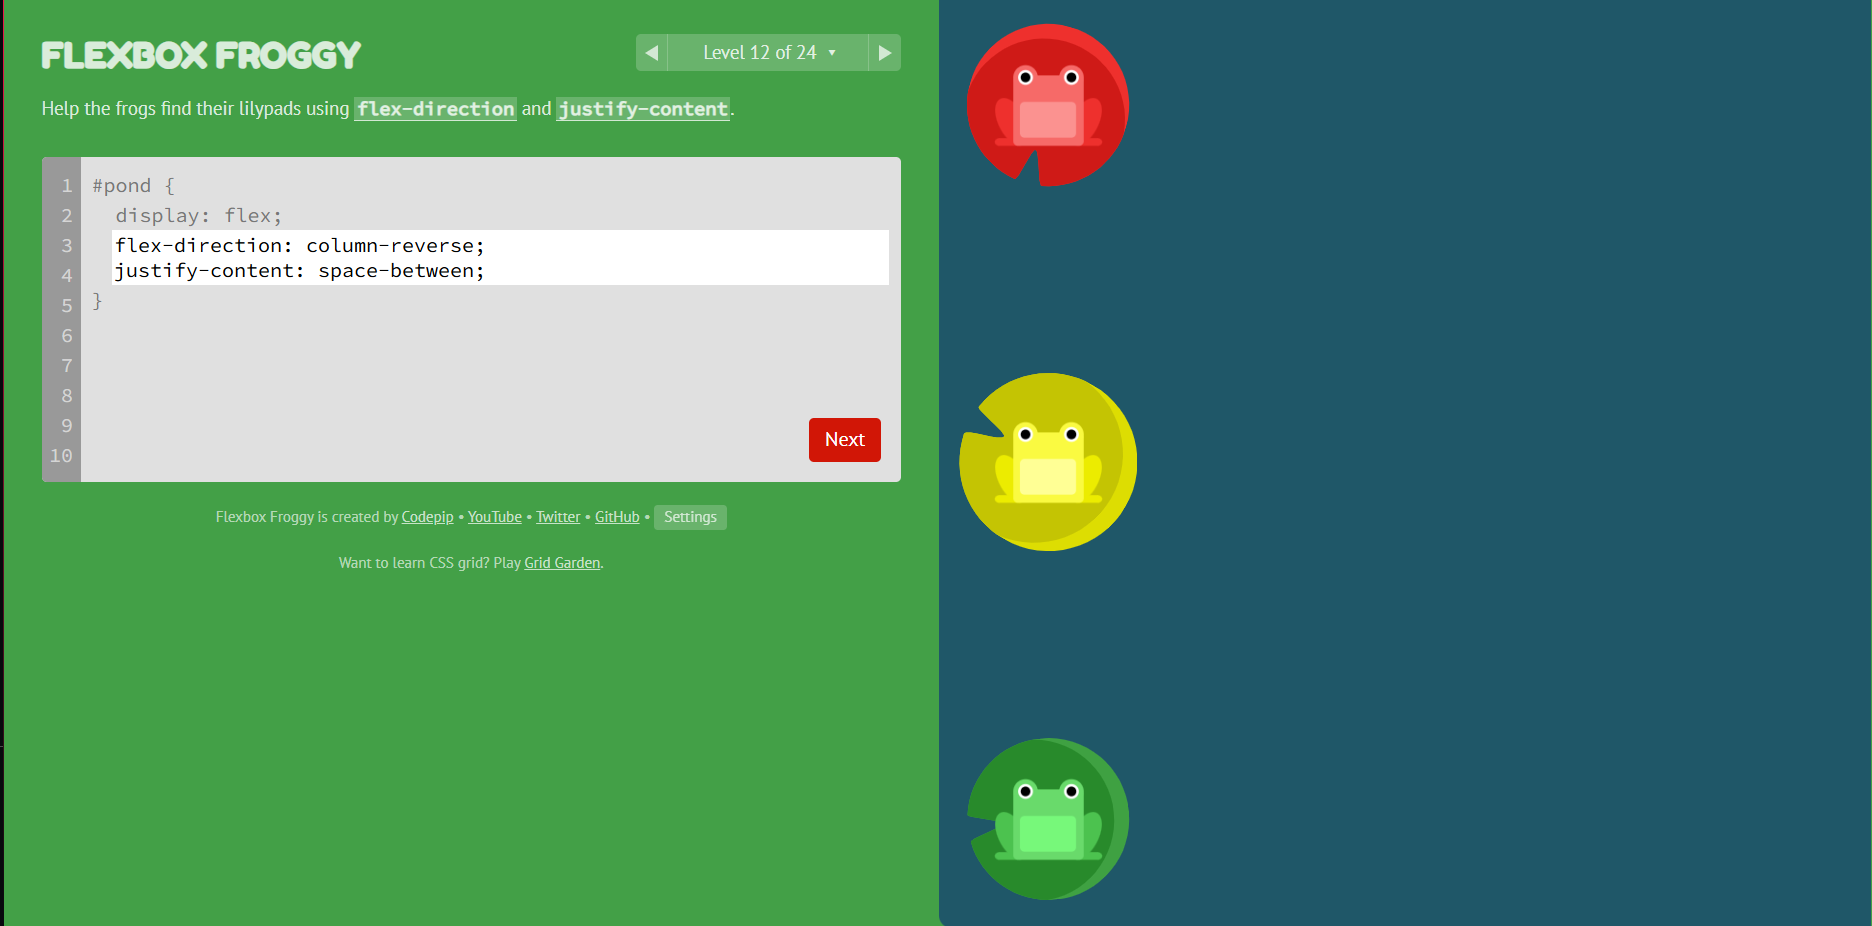 FLEXBOX FROGGY
Level 12 of 24
Help the frogs find their lilypads using flex-direction and justify-content.
1 #pond {
2 display: flex;
3 flex-direction: column-reverse;
4 justify-content: space-between;
5 }
6
7
8
9
10
Next
Flexbox Froggy is created by Codepip • YouTube • Twitter • GitHub • Settings
Want to learn CSS grid? Play Grid Garden.